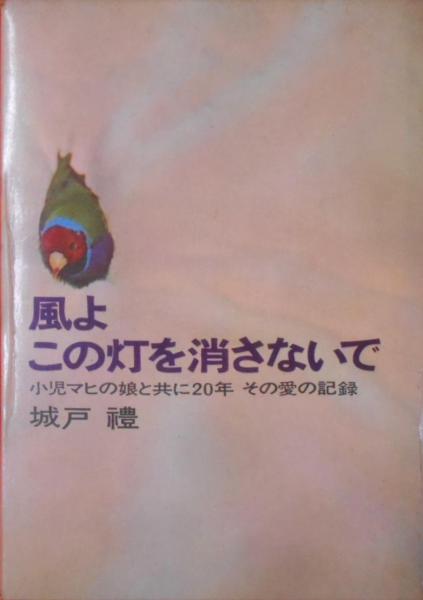 風よ
この灯を消さないで
小児マヒの娘と共に20年 その愛の記録
城戸 禮